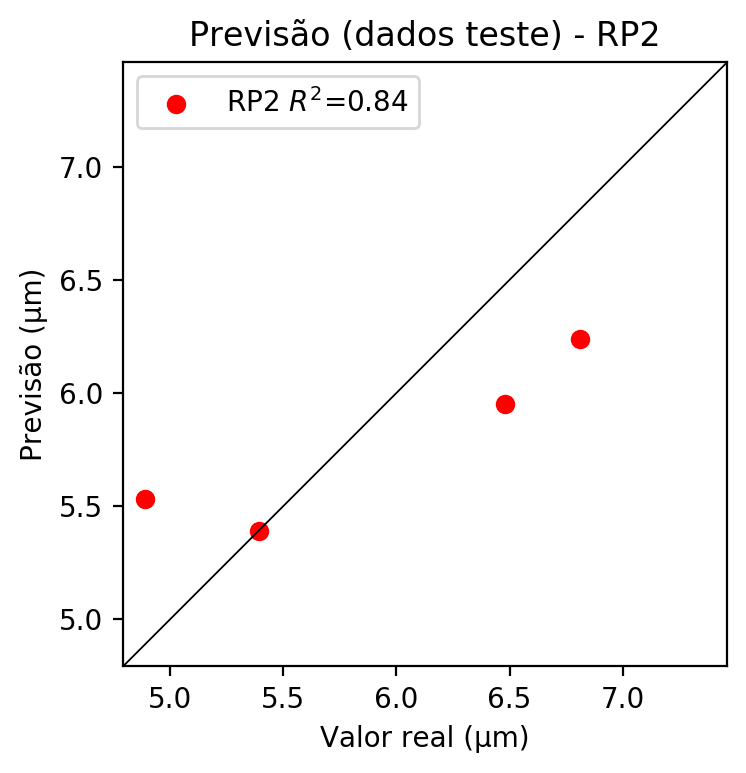 Previsão (dados teste) - RP2
RP2 R²=0.84
7.0
6.5
6.0
5.5
5.0
Previsão (µm)
5.0 5.5 6.0 6.5 7.0
Valor real (µm)